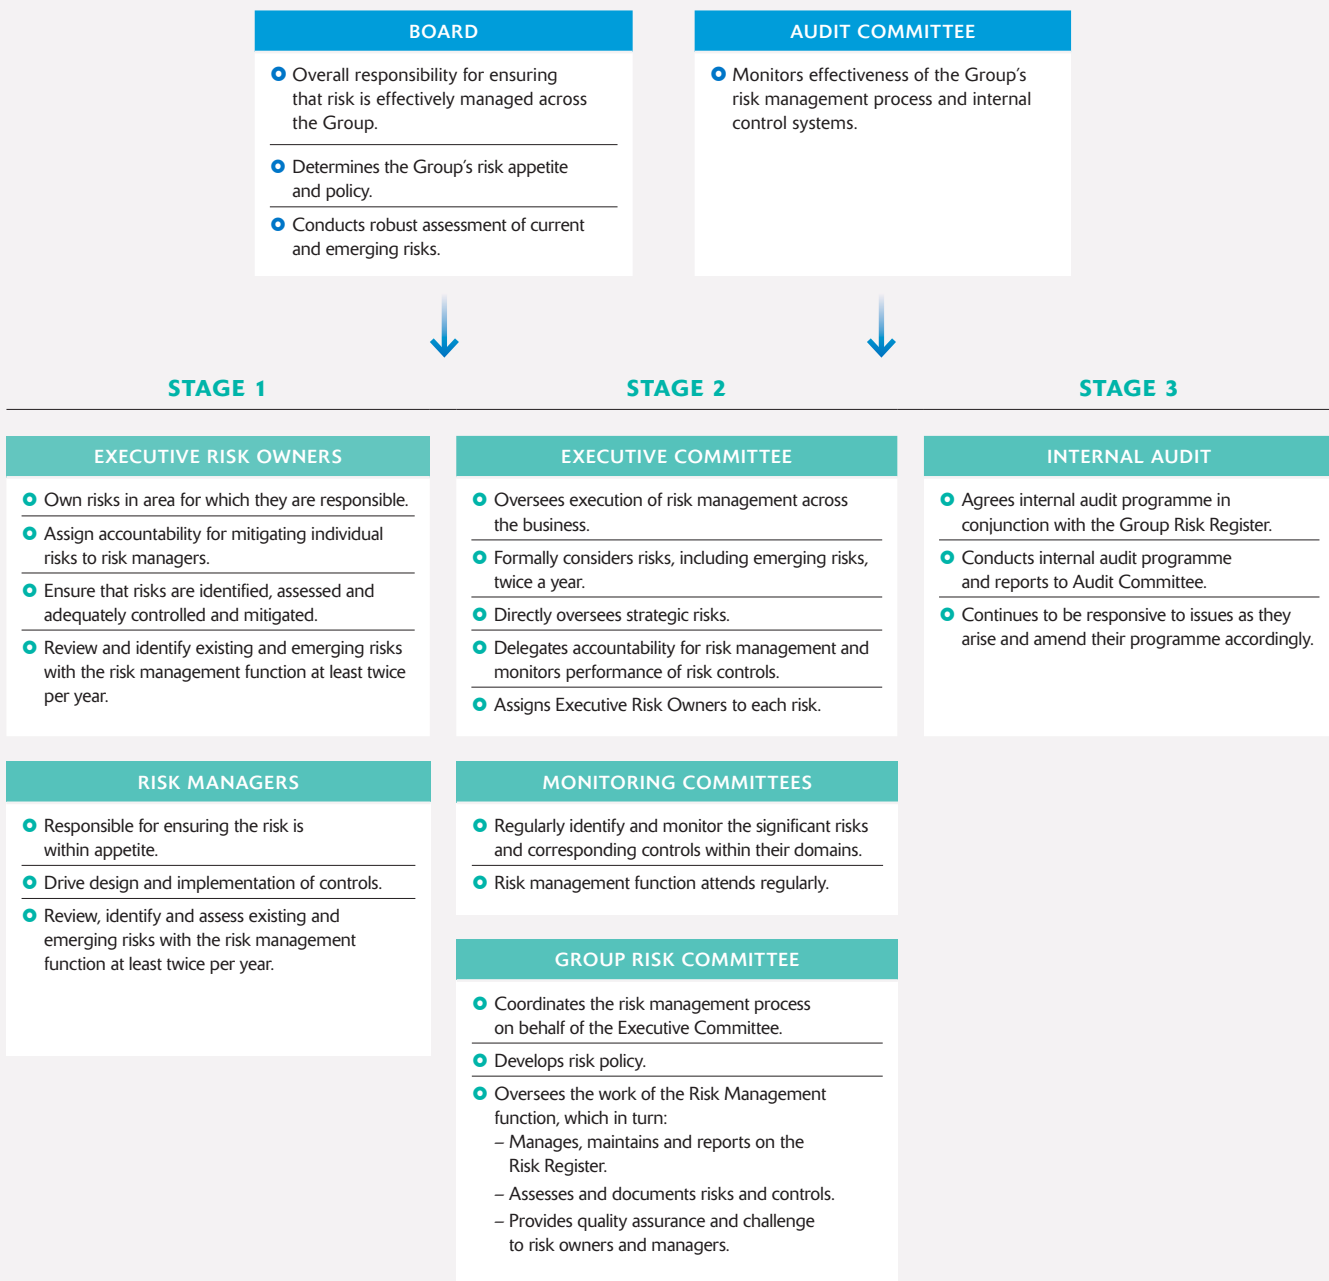 BOARD
Overall responsibility for ensuring
that risk is effectively managed across
the Group.
Determines the Group's risk appetite
and policy.
Conducts robust assessment of current
and emerging risks.
AUDIT COMMITTEE
Monitors effectiveness of the Group's
risk management process and internal
control systems.
STAGE 1
STAGE 2
STAGE 3
EXECUTIVE RISK OWNERS
Own risks in area for which they are responsible.
Assign accountability for mitigating individual
risks to risk managers.
Ensure that risks are identified, assessed and
adequately controlled and mitigated.
Review and identify existing and emerging risks
with the risk management function at least twice
per year.
RISK MANAGERS
Responsible for ensuring the risk is
within appetite.
Drive design and implementation of controls.
Review, identify and assess existing and
emerging risks with the risk management
function at least twice per year.
EXECUTIVE COMMITTEE
Oversees execution of risk management across
the business.
Formally considers risks, including emerging risks,
twice a year.
Directly oversees strategic risks.
Delegates accountability for risk management and
monitors performance of risk controls.
Assigns Executive Risk Owners to each risk.
MONITORING COMMITTEES
Regularly identify and monitor the significant risks
and corresponding controls within their domains.
Risk management function attends regularly.
GROUP RISK COMMITTEE
Coordinates the risk management process
on behalf of the Executive Committee.
Develops risk policy.
Oversees the work of the Risk Management
function, which in turn:
– Manages, maintains and reports on the
Risk Register.
– Assesses and documents risks and controls.
– Provides quality assurance and challenge
to risk owners and managers.
INTERNAL AUDIT
Agrees internal audit programme in
conjunction with the Group Risk Register.
Conducts internal audit programme
and reports to Audit Committee.
Continues to be responsive to issues as they
arise and amend their programme accordingly.